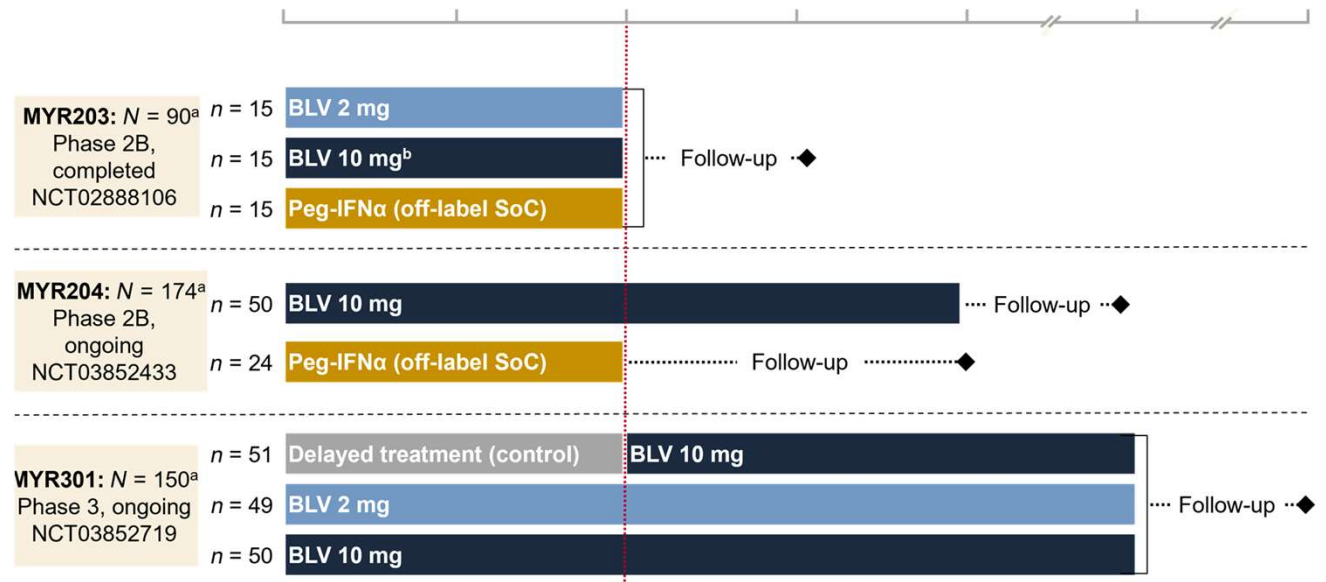 MYR203: N = 90ᵃ
Phase 2B,
completed
NCT02888106
n = 15 BLV 2 mg
n = 15 BLV 10 mgᵇ
n = 15 Peg-IFNα (off-label SoC)
Follow-up
MYR204: N = 174ᵃ
Phase 2B,
ongoing
NCT03852433
n = 50 BLV 10 mg
Follow-up
n = 24 Peg-IFNα (off-label SoC)
Follow-up
MYR301: N = 150ᵃ
Phase 3, ongoing
NCT03852719
n = 51 Delayed treatment (control) BLV 10 mg
n = 49 BLV 2 mg
n = 50 BLV 10 mg
Follow-up